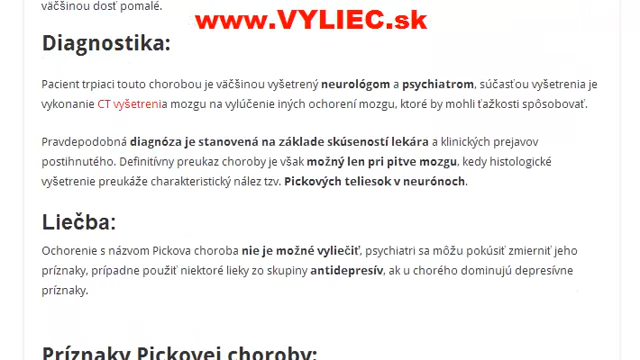 väčšinou dosť pomalé.
www.VYLIEC.sk
Diagnostika:
Pacient trpiaci touto chorobou je väčšinou vyšetrený neurológom a psychiatrom, súčasťou vyšetrenia je
vykonanie CT vyšetrenia mozgu na vylúčenie iných ochorení mozgu, ktoré by mohli ťažkosti spôsobovať.
Pravdepodobná diagnóza je stanovená na základe skúseností lekára a klinických prejavov
postihnutého. Definitívny preukaz choroby je však možný len pri pitve mozgu, kedy histologické
vyšetrenie preukáže charakteristický nález tzv. Pickových teliesok v neurónoch.
Liečba:
Ochorenie s názvom Pickova choroba nie je možné vyliečiť, psychiatri sa môžu pokúsiť zmierniť jeho
príznaky, prípadne použiť niektoré lieky zo skupiny antidepresív, ak u chorého dominujú depresívne
príznaky.
Príznaky Pickovej choroby: